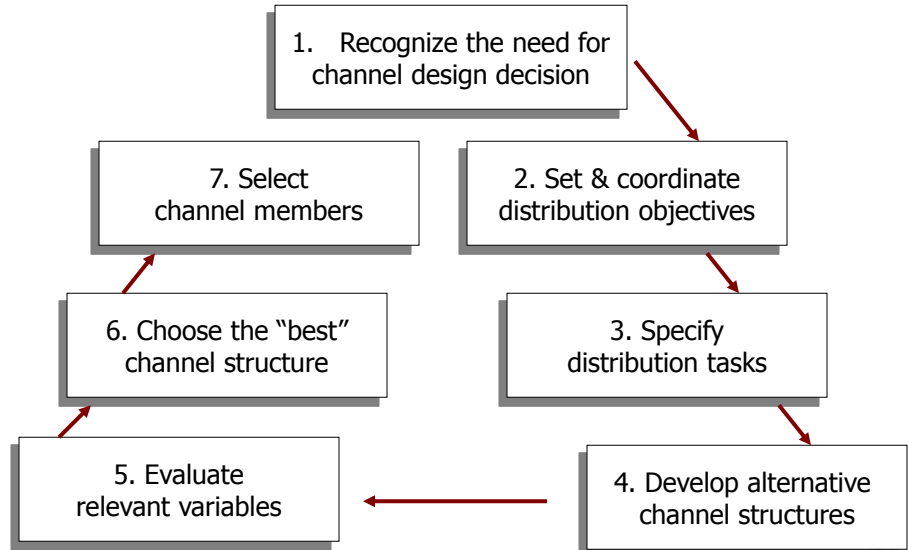 1. Recognize the need for
channel design decision
2. Set & coordinate
distribution objectives
3. Specify
distribution tasks
4. Develop alternative
channel structures
5. Evaluate
relevant variables
6. Choose the “best”
channel structure
7. Select
channel members